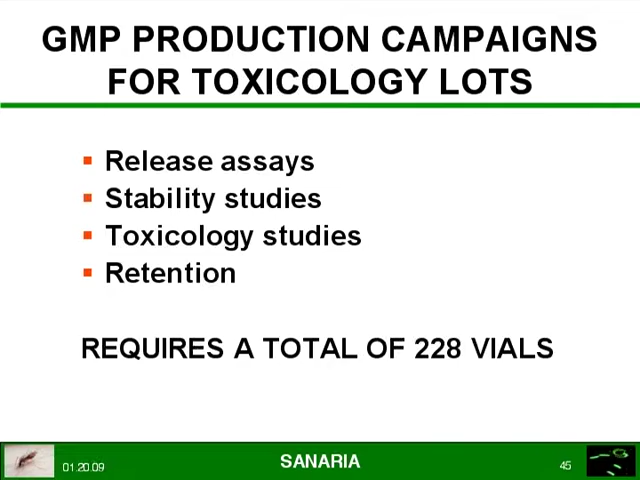 GMP PRODUCTION CAMPAIGNS
FOR TOXICOLOGY LOTS
Release assays
Stability studies
Toxicology studies
Retention
REQUIRES A TOTAL OF 228 VIALS
01.20.09
SANARIA
45